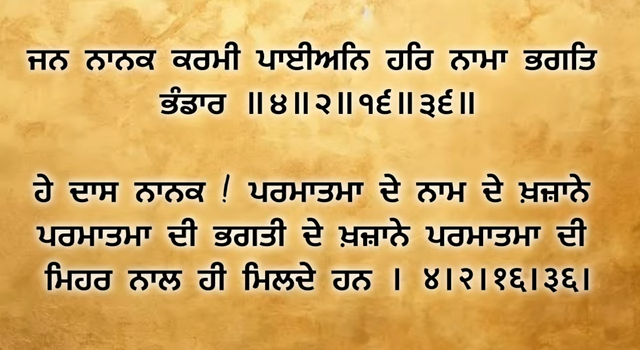 ਜਨ ਨਾਨਕ ਕਰਮੀ ਪਾਈਅਨਿ ਹਰਿ ਨਾਮਾ ਭਗਤਿ
ਭੰਡਾਰ ॥੪॥੨॥੧੬॥੩੬॥
ਹੇ ਦਾਸ ਨਾਨਕ ! ਪਰਮਾਤਮਾ ਦੇ ਨਾਮ ਦੇ ਖ਼ਜ਼ਾਨੇ
ਪਰਮਾਤਮਾ ਦੀ ਭਗਤੀ ਦੇ ਖ਼ਜ਼ਾਨੇ ਪਰਮਾਤਮਾ ਦੀ
ਮਿਹਰ ਨਾਲ ਹੀ ਮਿਲਦੇ ਹਨ । ੪।੨।੧੬।੩੬।